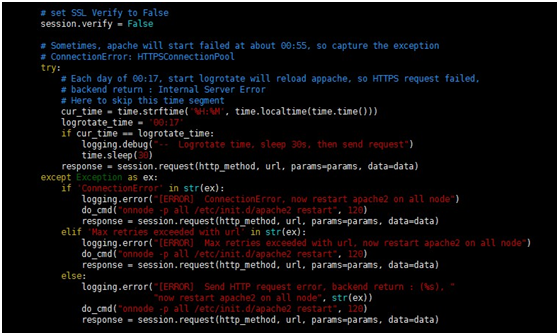 # set SSL Verify to False
session.verify = False
# Sometimes, apache will start failed at about 00:55, so capture the exception
# ConnectionError: HTTPSConnectionPool
try:
# Each day of 00:17, start logrotate will reload appache, so HTTPS request failed,
# backend return : Internal Server Error
# Here to skip this time segment
cur_time = time.strftime('%H:%M', time.localtime(time.time()))
logrotate_time = '00:17'
if cur_time == logrotate_time:
logging.debug("-- Logrotate time, sleep 30s, then send request")
time.sleep(30)
response = session.request(http_method, url, params=params, data=data)
except Exception as ex:
if 'ConnectionError' in str(ex):
logging.error("[ERROR] ConnectionError, now restart apache2 on all node")
do_cmd("onnode -p all /etc/init.d/apache2 restart", 120)
response = session.request(http_method, url, params=params, data=data)
elif 'Max retries exceeded with url' in str(ex):
logging.error("[ERROR] Max retries exceeded with url, now restart apache2 on all node")
do_cmd("onnode -p all /etc/init.d/apache2 restart", 120)
response = session.request(http_method, url, params=params, data=data)
else:
logging.error("[ERROR] Send HTTP request error, backend return : (%s), "
"now restart apache2 on all node", str(ex))
do_cmd("onnode -p all /etc/init.d/apache2 restart", 120)
response = session.request(http_method, url, params=params, data=data)